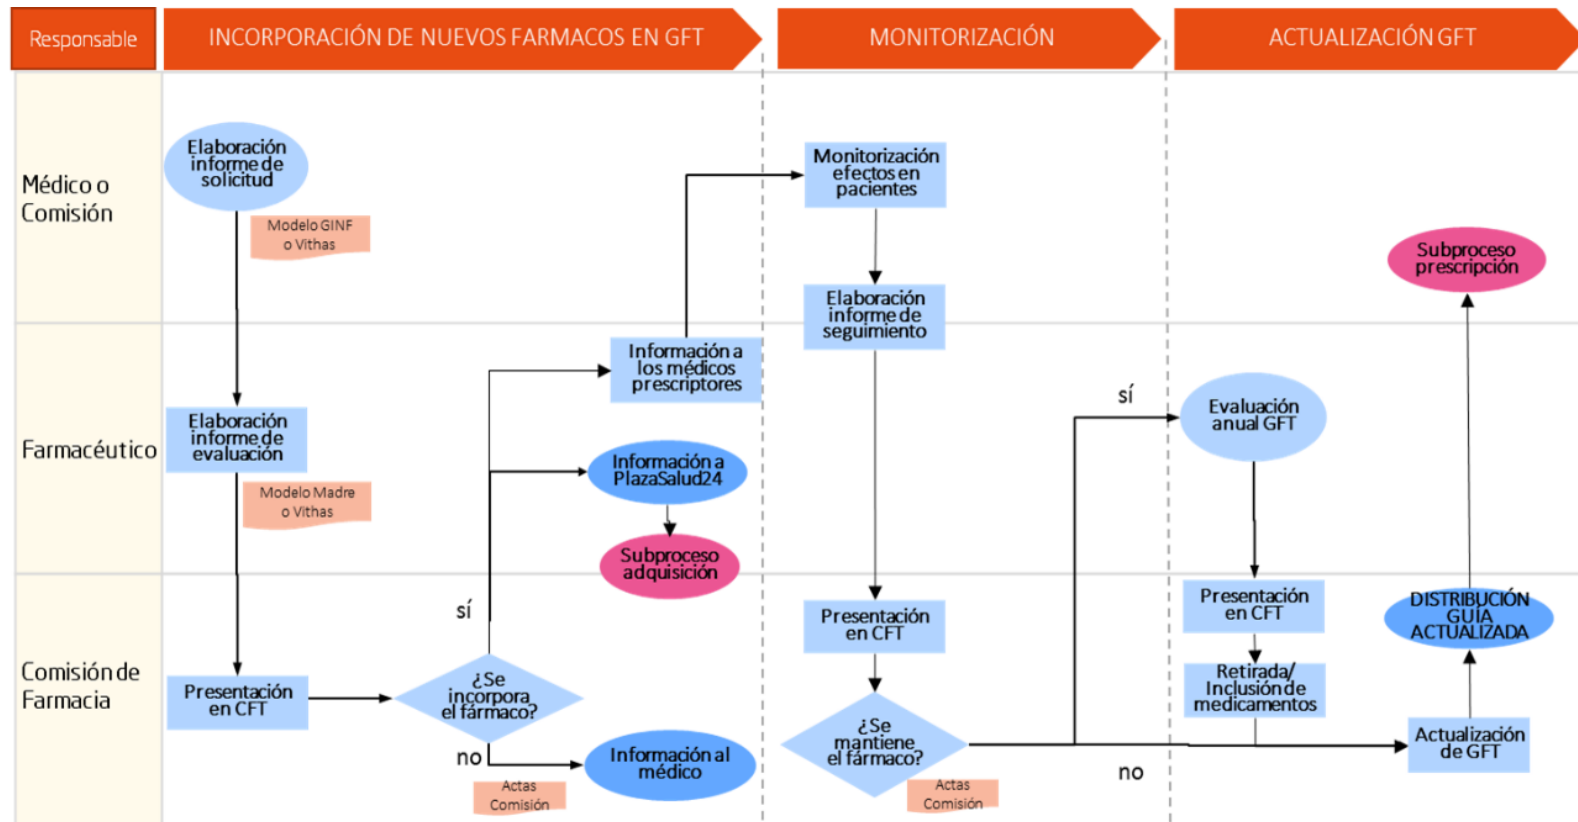 Responsable
INCORPORACIÓN DE NUEVOS FARMACOS EN GFT
MONITORIZACIÓN
ACTUALIZACIÓN GFT
Médico o
Comisión
Elaboración
informe de
solicitud
Modelo GINF
o Vithas
Monitorización
efectos en
pacientes
Elaboración
informe de
seguimiento
Subproceso
prescripción
Farmacéutico
Elaboración
informe de
evaluación
Modelo Madre
o Vithas
Información a
los médicos
prescriptores
Información a
PlazaSalud24
Subproceso
adquisición
sí
Evaluación
anual GFT
Comisión de
Farmacia
Presentación
en CFT
sí
¿Se
incorpora
el fármaco?
no
Actas
Comisión
Información al
médico
Presentación
en CFT
¿Se
mantiene
el fármaco?
Actas
Comisión
no
Presentación
en CFT
Retirada/
Inclusión de
medicamentos
DISTRIBUCIÓN
GUÍA
ACTUALIZADA
Actualización
de GFT